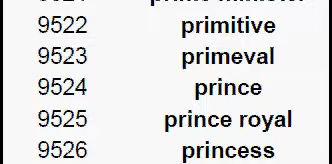 9522 primitive
9523 primeval
9524 prince
9525 prince royal
9526 princess